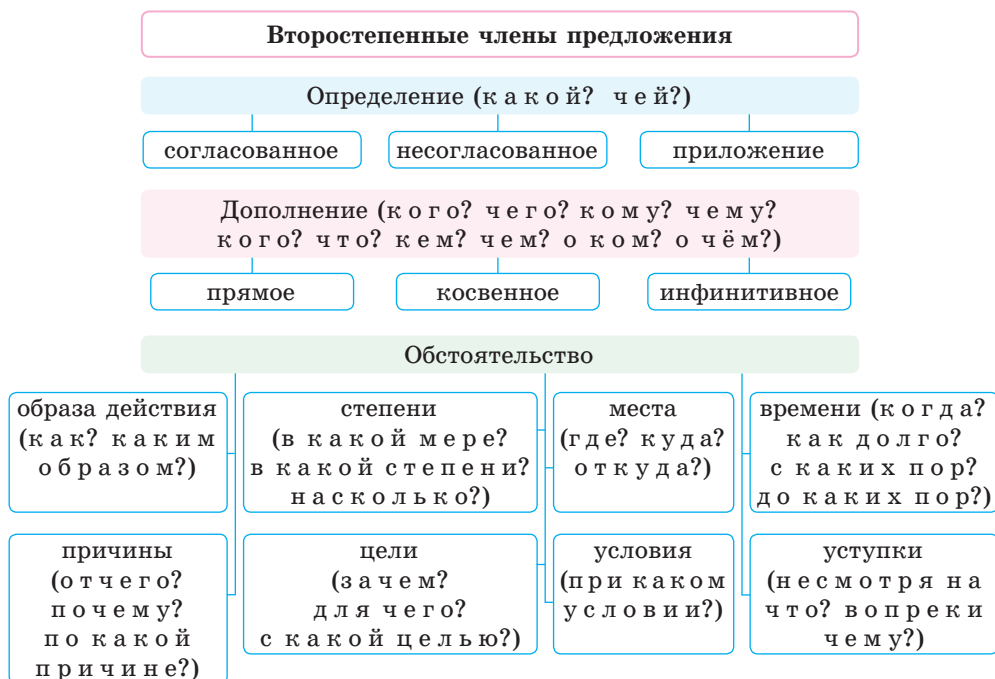 Второстепенные члены предложения
Определение (какой? чей?)
согласованное
несогласованное
приложение
Дополнение (кого? чего? кому? чему?
кого? что? кем? чем? о ком? о чём?)
прямое
косвенное
инфинитивное
Обстоятельство
образа действия
(как? каким
образом?)
степени
(в какой мере?
в какой степени?
насколько?)
места
(где? куда?
откуда?)
времени (когда?
как долго?
с каких пор?
до каких пор?)
причины
(отчего?
почему?
по какой
причине?)
цели
(зачем?
для чего?
с какой целью?)
условия
(при каком
условии?)
уступки
(несмотря на
что? вопреки
чему?)